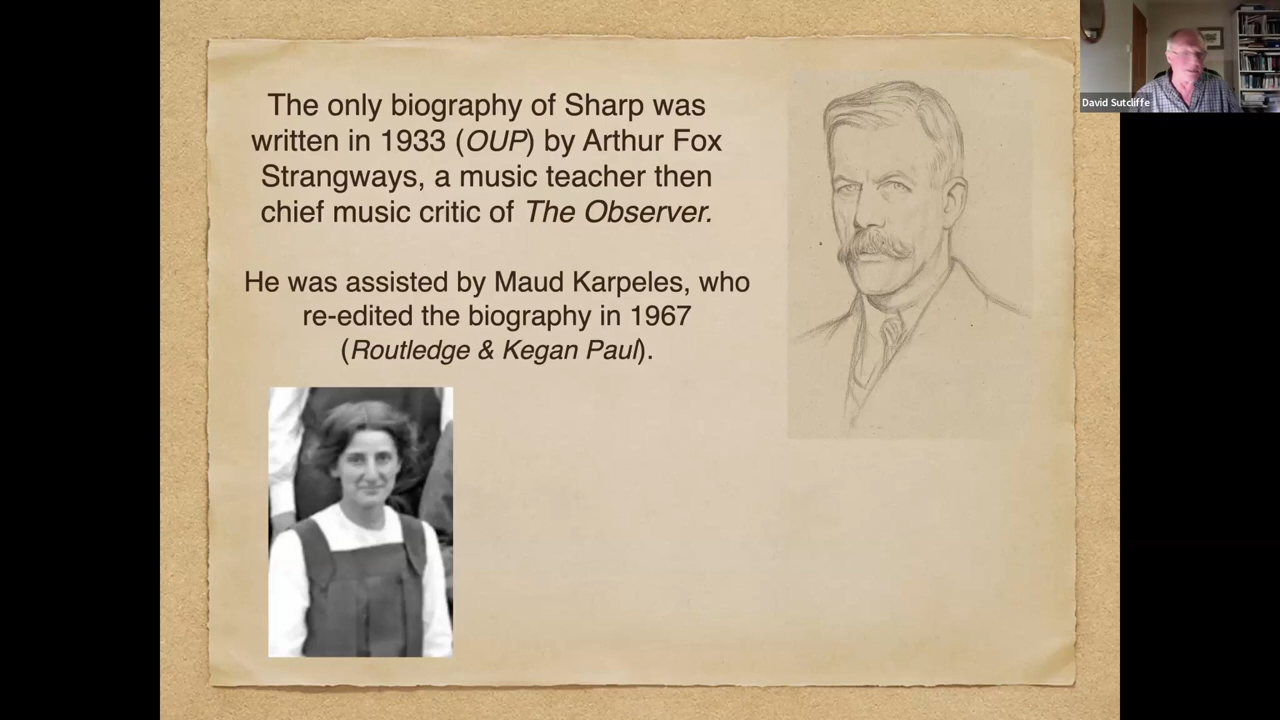 The only biography of Sharp was
written in 1933 (OUP) by Arthur Fox
Strangways, a music teacher then
chief music critic of The Observer.
He was assisted by Maud Karpeles, who
re-edited the biography in 1967
(Routledge & Kegan Paul).
David Sutcliffe